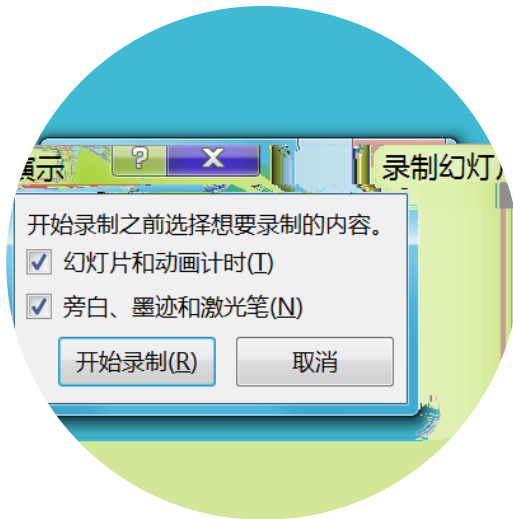 演示 ? X 录制幻灯片
开始录制之前选择想要录制的内容。
幻灯片和动画计时(T)
旁白、墨迹和激光笔(N)
开始录制(R) 取消